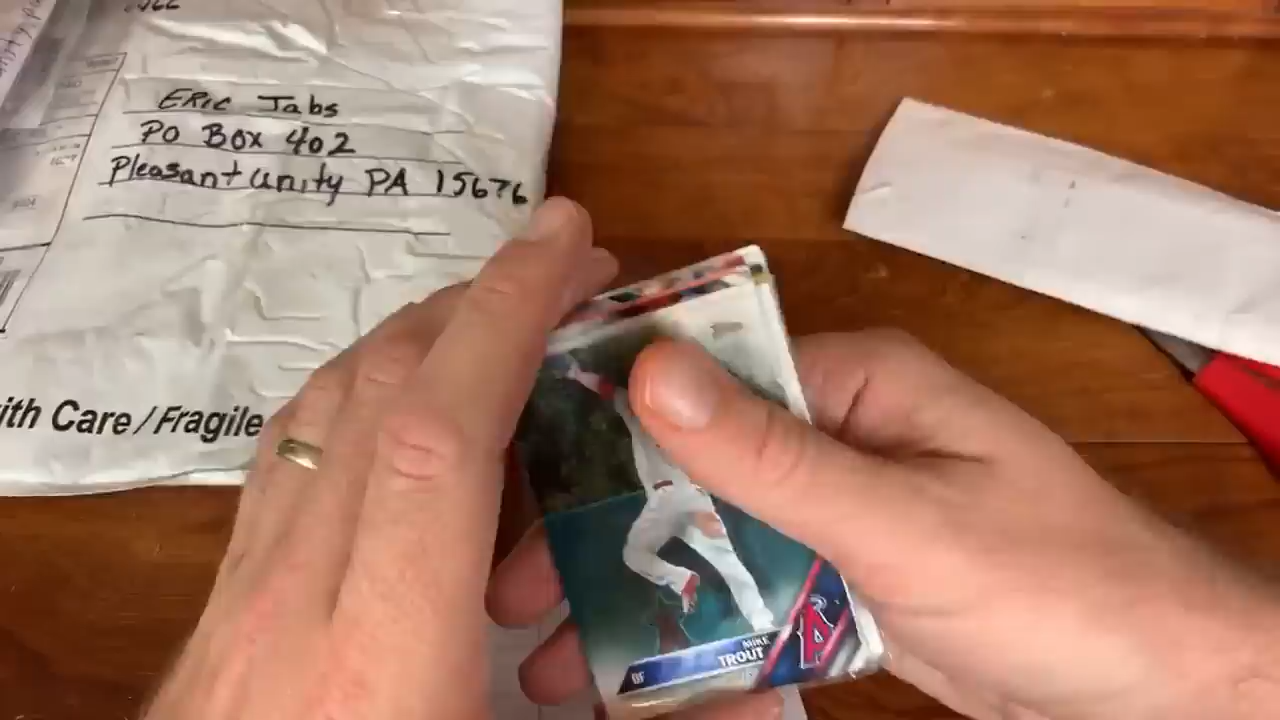 Eric Jabs
PO Box 402
Pleasant unity PA 15676
ith Care/Fragile
MIKE
TROUT
OF
A